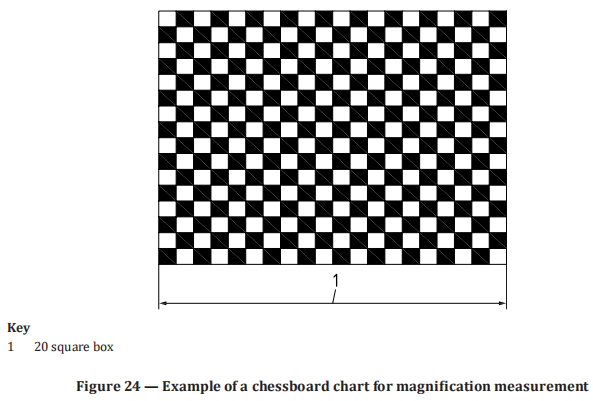 1
Key
1 20 square box
Figure 24 — Example of a chessboard chart for magnification measurement